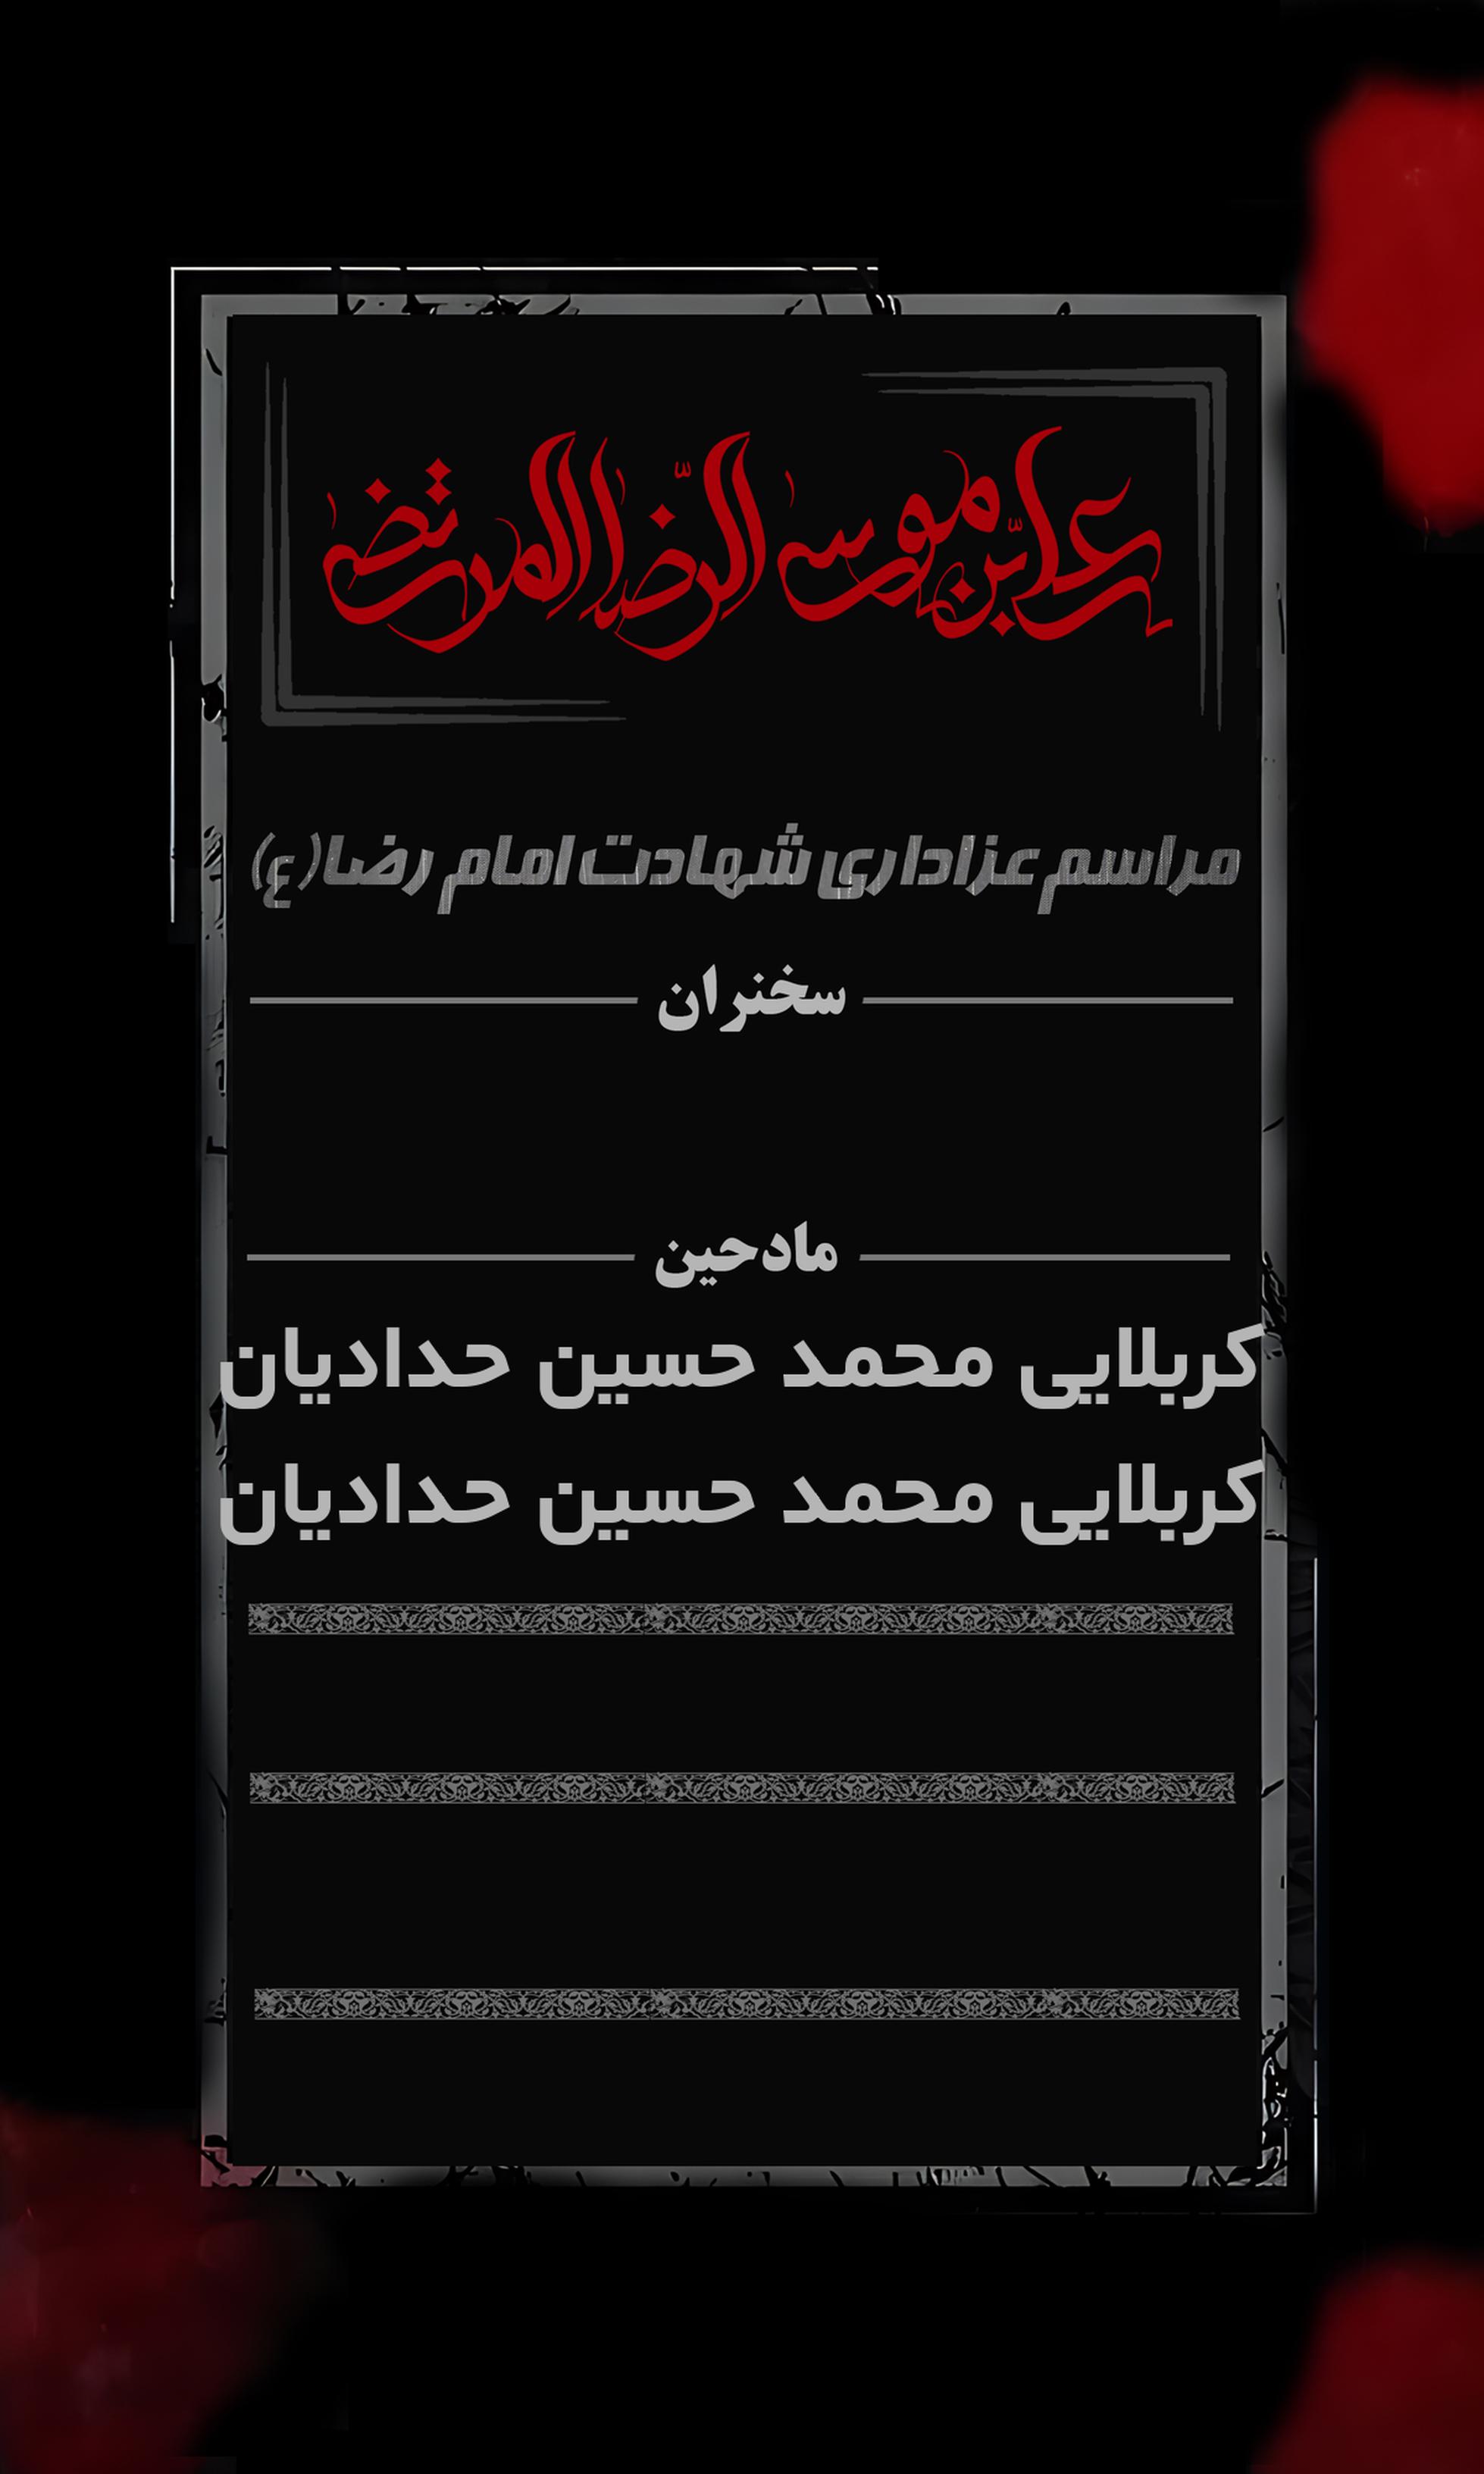 علی ابن موسی الرضا المرتضی
مراسم عزاداری شهادت امام رضا (ع)
سخنران
مادحین
کربلایی محمد حسین حدادیان
کربلایی محمد حسین حدادیان